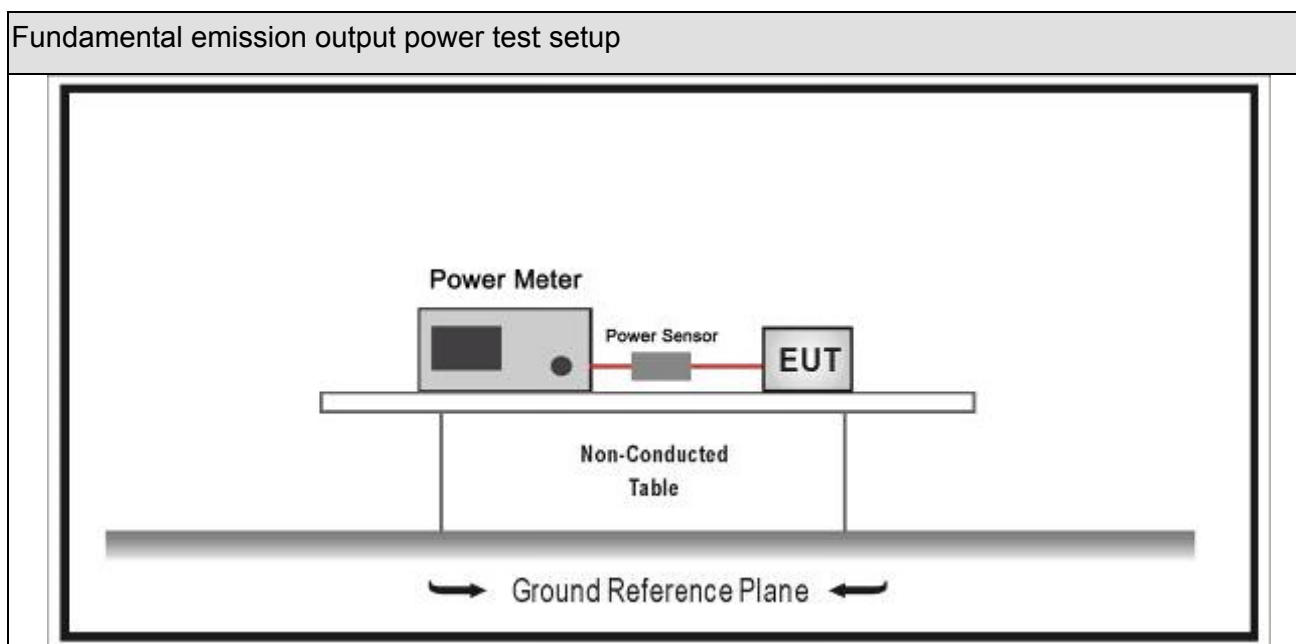 Fundamental emission output power test setup
Power Meter
Power Sensor
EUT
Non-Conducted
Table
Ground Reference Plane